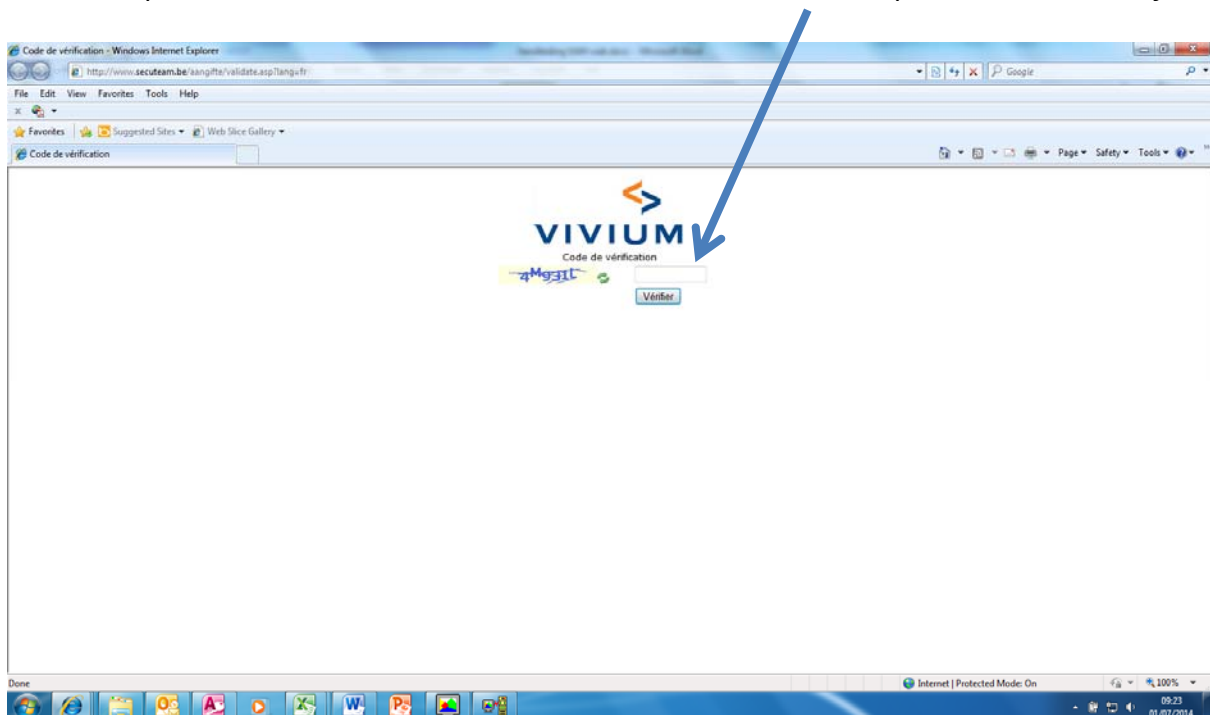 Code de vérification - Windows Internet Explorer
http://www.secuteam.be/aangifte/validate.asp?lang=fr
Google
File Edit View Favorites Tools Help
Favorites Suggested Sites Web Slice Gallery
Code de vérification
Page Safety Tools
VIVIUM
Code de vérification
Vérifier
Done
Internet | Protected Mode: On
100%
09:23
01/07/2014